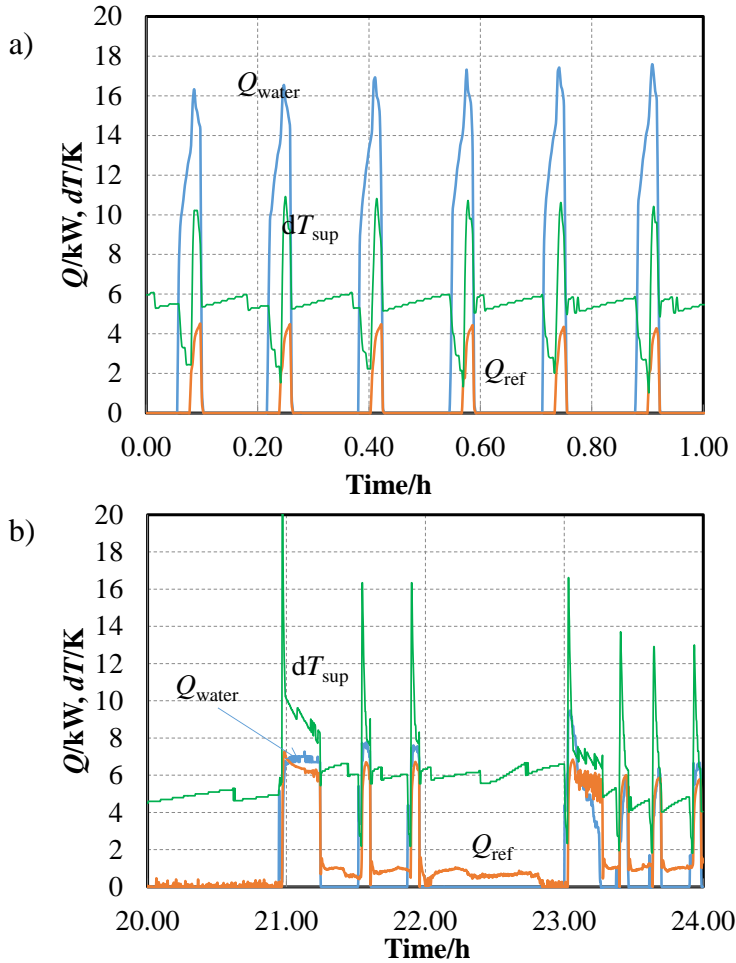 a)
Q/kW, dT/K
20
18
16
14
12
10
8
6
4
2
0
Qwater
dTsup
Qref
0.00 0.20 0.40 0.60 0.80 1.00
Time/h
b)
Q/kW, dT/K
20
18
16
14
12
10
8
6
4
2
0
dTsup
Qwater
Qref
20.00 21.00 22.00 23.00 24.00
Time/h